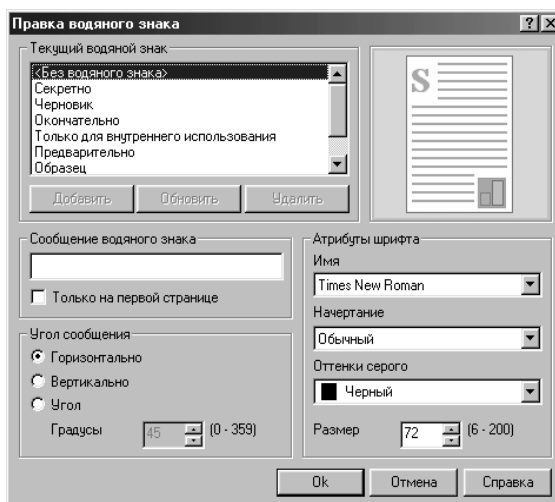 Правка водяного знака
Текущий водяной знак
<Без водяного знака>
Секретно
Черновик
Окончательно
Только для внутреннего использования
Предварительно
Образец
Добавить Обновить Удалить
S
Сообщение водяного знака
Только на первой странице
Угол сообщения
Горизонтально
Вертикально
Угол
Градусы 45 (0 - 359)
Атрибуты шрифта
Имя
Times New Roman
Начертание
Обычный
Оттенки серого
Черный
Размер 72 (6 - 200)
Ok Отмена Справка